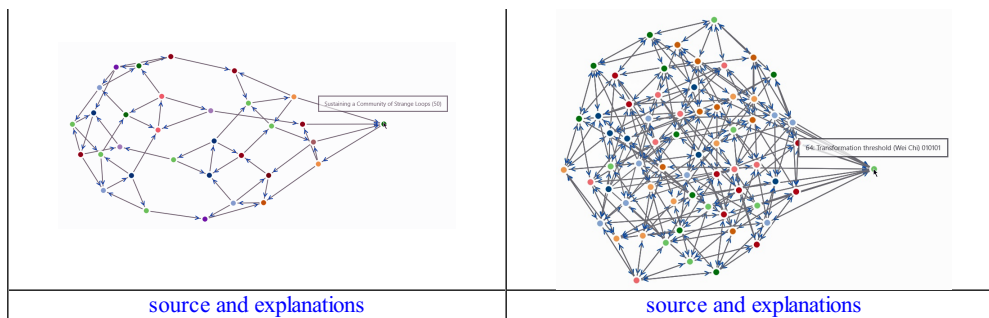 Sustaining a Community of Strange Loops (50)
64: Transformation threshold (Wei Chi) 010101
source and explanations
source and explanations